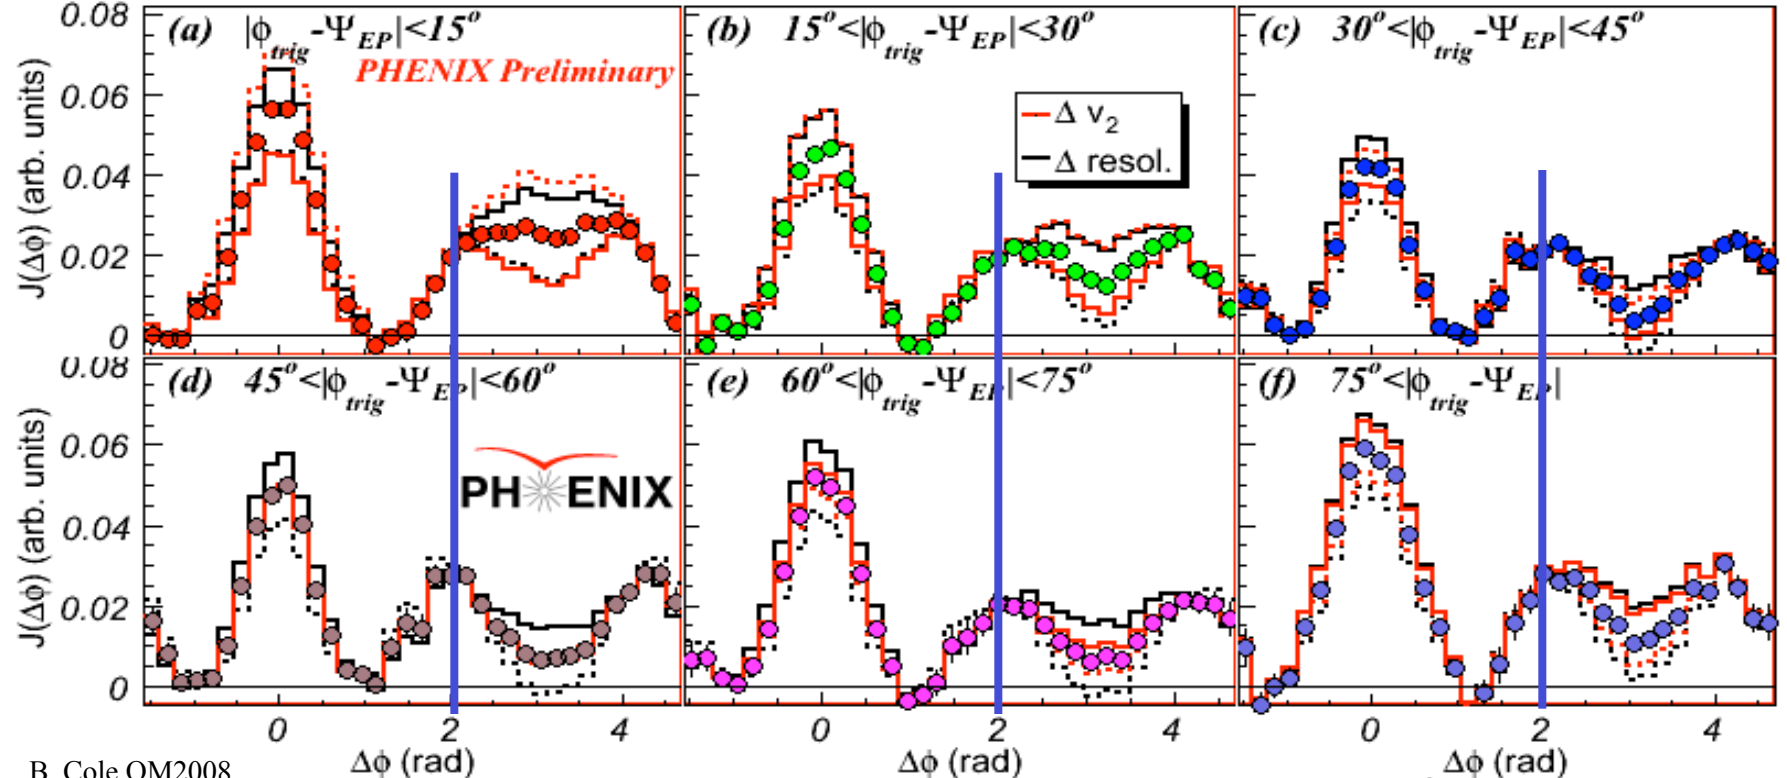 (a) |ϕtrig-ΨEP|<15°
PHENIX Preliminary
(b) 15°<|ϕtrig-ΨEP|<30°
Δ v2
Δ resol.
(c) 30°<|ϕtrig-ΨEP|<45°
J(Δϕ) (arb. units)
0.08
0.06
0.04
0.02
0
(d) 45°<|ϕtrig-ΨEP|<60°
PHENIX
(e) 60°<|ϕtrig-ΨEP|<75°
(f) 75°<|ϕtrig-ΨEP|
J(Δϕ) (arb. units)
0.08
0.06
0.04
0.02
0
0 2 4
0 2 4
0 2 4
Δϕ (rad)
Δϕ (rad)
Δϕ (rad)
B. Cole QM2008